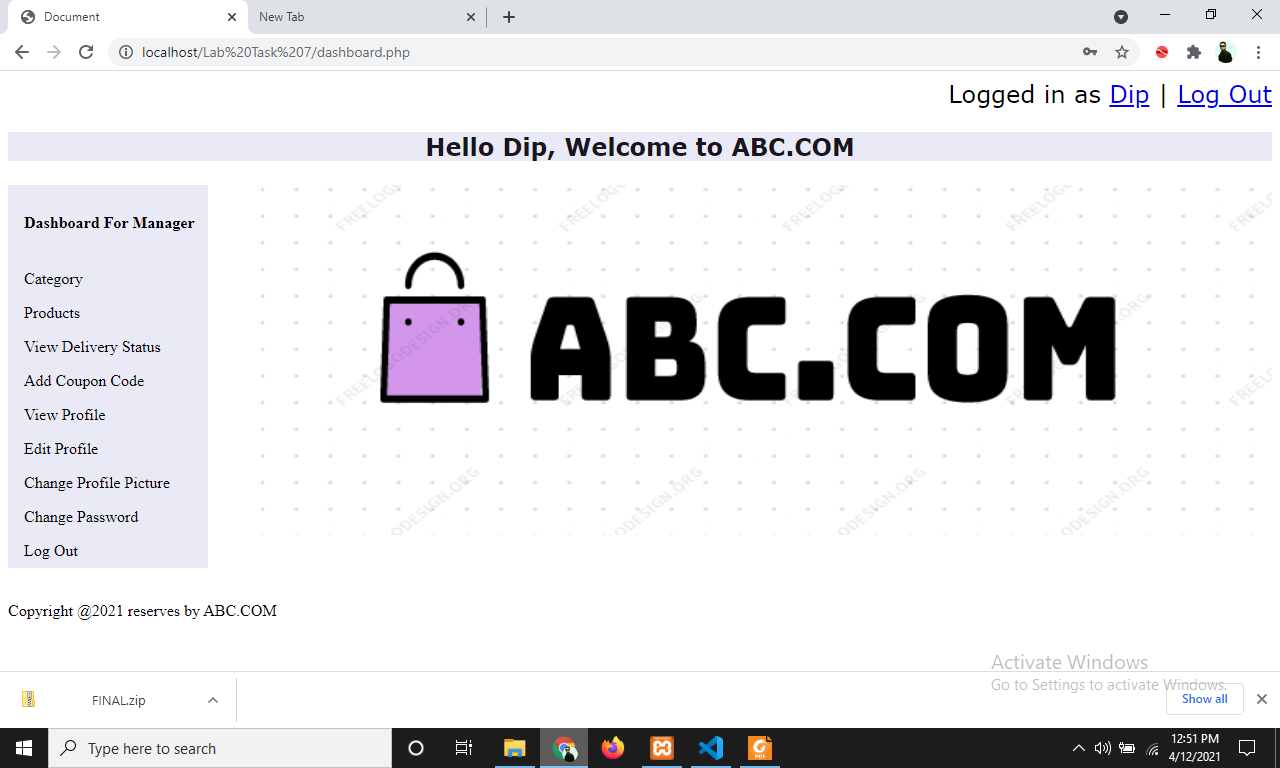 Document
New Tab
localhost/Lab%20Task%207/dashboard.php
Logged in as Dip | Log Out
Hello Dip, Welcome to ABC.COM
Dashboard For Manager
Category
Products
View Delivery Status
Add Coupon Code
View Profile
Edit Profile
Change Profile Picture
Change Password
Log Out
ABC.COM
Copyright @2021 reserves by ABC.COM
Activate Windows
Go to Settings to activate Windows.
FINAL.zip
Show all
Type here to search
12:51 PM
4/12/2021